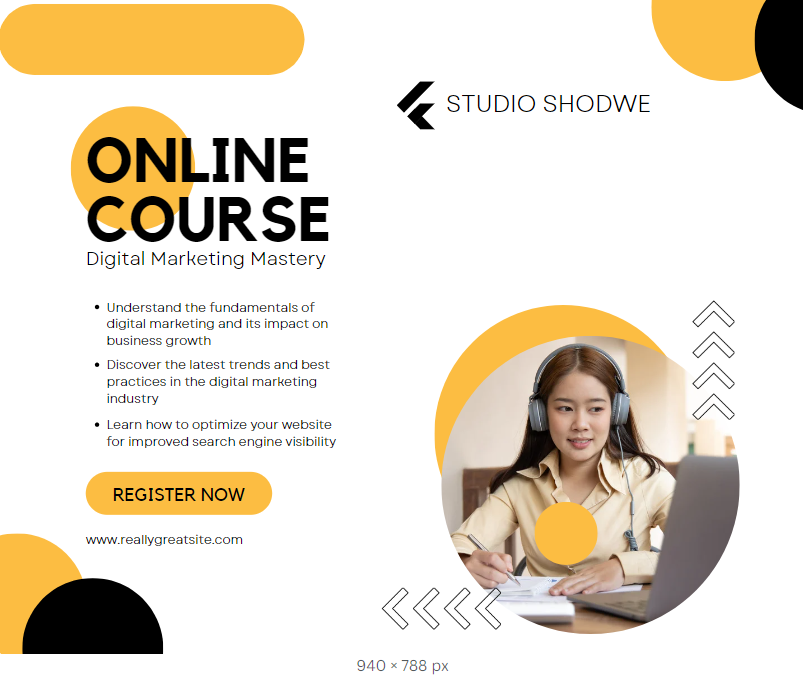 STUDIO SHODWE
ONLINE
COURSE
Digital Marketing Mastery
• Understand the fundamentals of
digital marketing and its impact on
business growth
• Discover the latest trends and best
practices in the digital marketing
industry
• Learn how to optimize your website
for improved search engine visibility
REGISTER NOW
www.reallygreatsite.com
940 × 788 px